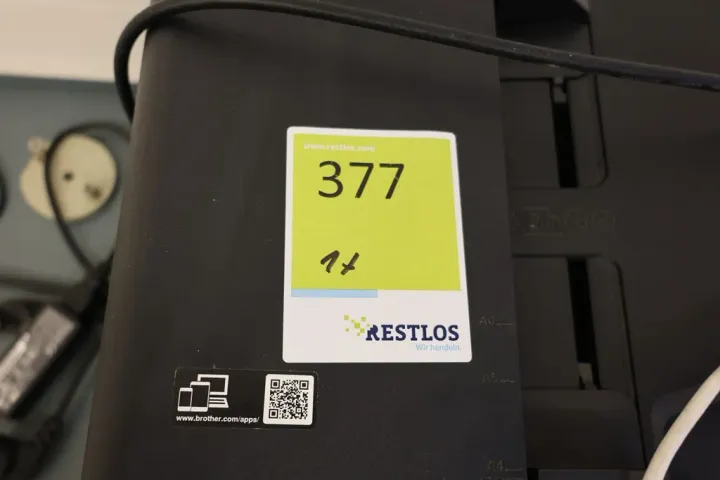 www.restlos.com
377
1x
RESTLOS
Wir handeln.
www.brother.com/apps/